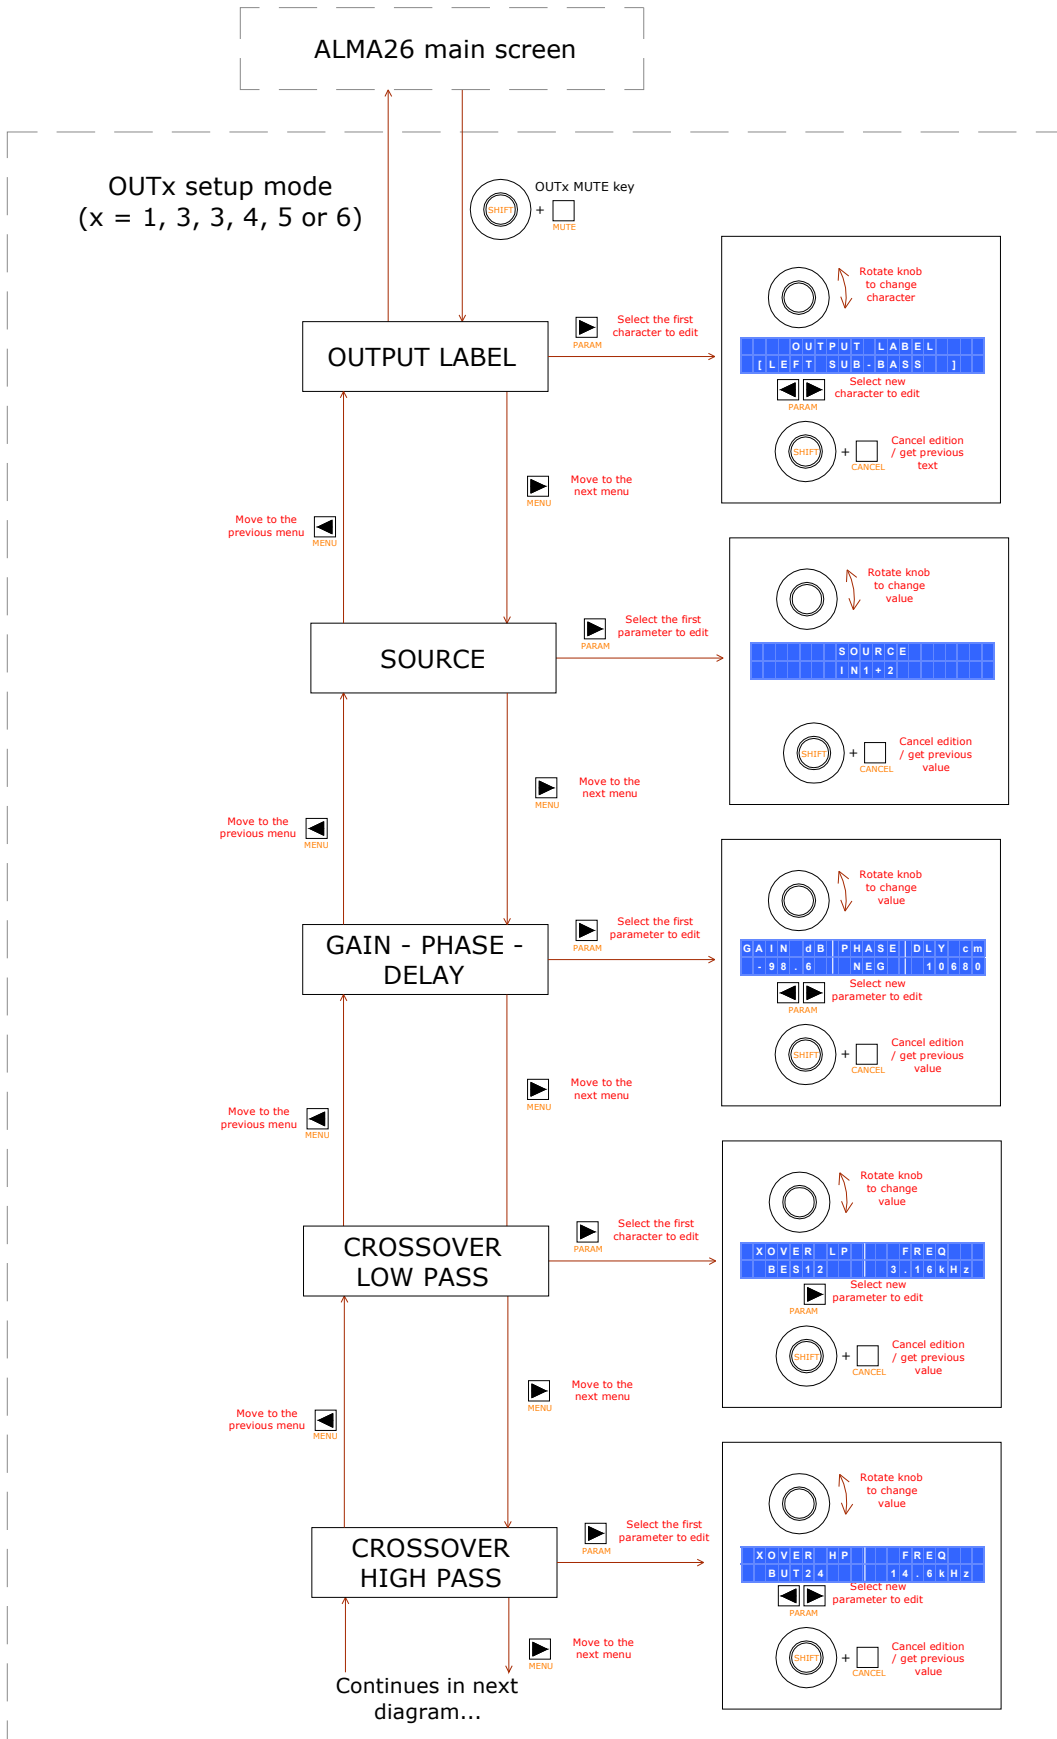 ALMA26 main screen
OUTx setup mode
(x = 1, 3, 3, 4, 5 or 6)
OUTx MUTE key
SHIFT
+
MUTE
OUTPUT LABEL
Select the first
character to edit
PARAM
Rotate knob
to change
character
OUTPUT LABEL
[LEFT SUB-BASS ]
Select new
character to edit
PARAM
SHIFT
+
CANCEL
Cancel edition
/ get previous
text
Move to the
next menu
MENU
Move to the
previous menu
MENU
SOURCE
Select the first
parameter to edit
PARAM
Rotate knob
to change
value
SOURCE
IN1+2
SHIFT
+
CANCEL
Cancel edition
/ get previous
value
Move to the
next menu
MENU
Move to the
previous menu
MENU
GAIN - PHASE -
DELAY
Select the first
parameter to edit
PARAM
Rotate knob
to change
value
GAIN dB PHASE DLY cm
-98.6 NEG 10680
Select new
parameter to edit
PARAM
SHIFT
+
CANCEL
Cancel edition
/ get previous
value
Move to the
next menu
MENU
Move to the
previous menu
MENU
CROSSOVER
LOW PASS
Select the first
character to edit
PARAM
Rotate knob
to change
value
XOVER LP FREQ
BES12 3.16kHz
Select new
parameter to edit
PARAM
SHIFT
+
CANCEL
Cancel edition
/ get previous
value
Move to the
next menu
MENU
Move to the
previous menu
MENU
CROSSOVER
HIGH PASS
Select the first
parameter to edit
PARAM
Rotate knob
to change
value
XOVER HP FREQ
BUT24 14.6kHz
Select new
parameter to edit
PARAM
SHIFT
+
CANCEL
Cancel edition
/ get previous
value
Move to the
next menu
MENU
Continues in next
diagram...